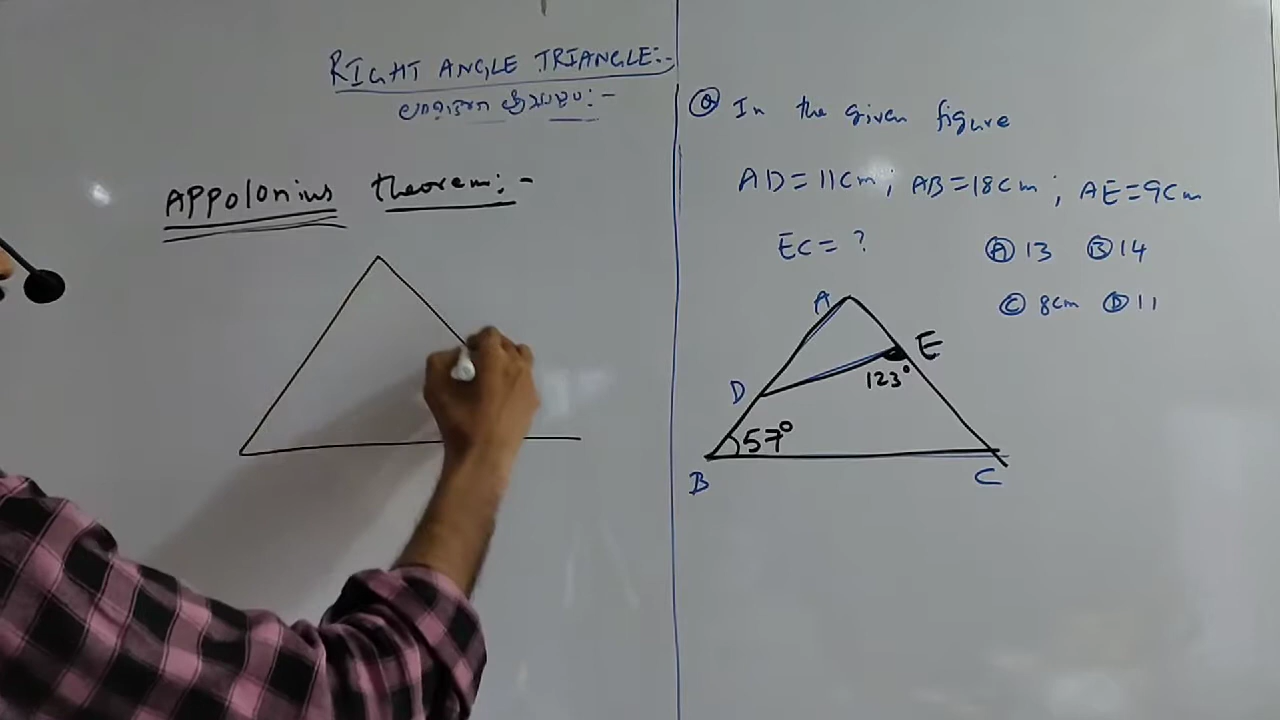 RIGHT ANGLE TRIANGLE:-
APPolonius theorem:-
Q In the given figure
AD=11cm; AB=18cm; AE=9cm
EC=? A 13 B 14
C 8cm D 11
A
E
123°
D
57°
B
C